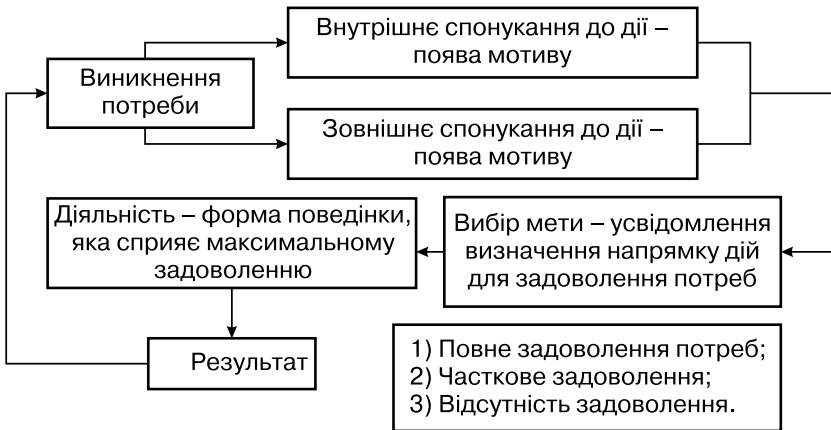 Виникнення
потреби
Внутрішнє спонукання до дії –
поява мотиву
Зовнішнє спонукання до дії –
поява мотиву
Вибір мети – усвідомлення
визначення напрямку дій
для задоволення потреб
Діяльність – форма поведінки,
яка сприяє максимальному
задоволенню
Результат
1) Повне задоволення потреб;
2) Часткове задоволення;
3) Відсутність задоволення.